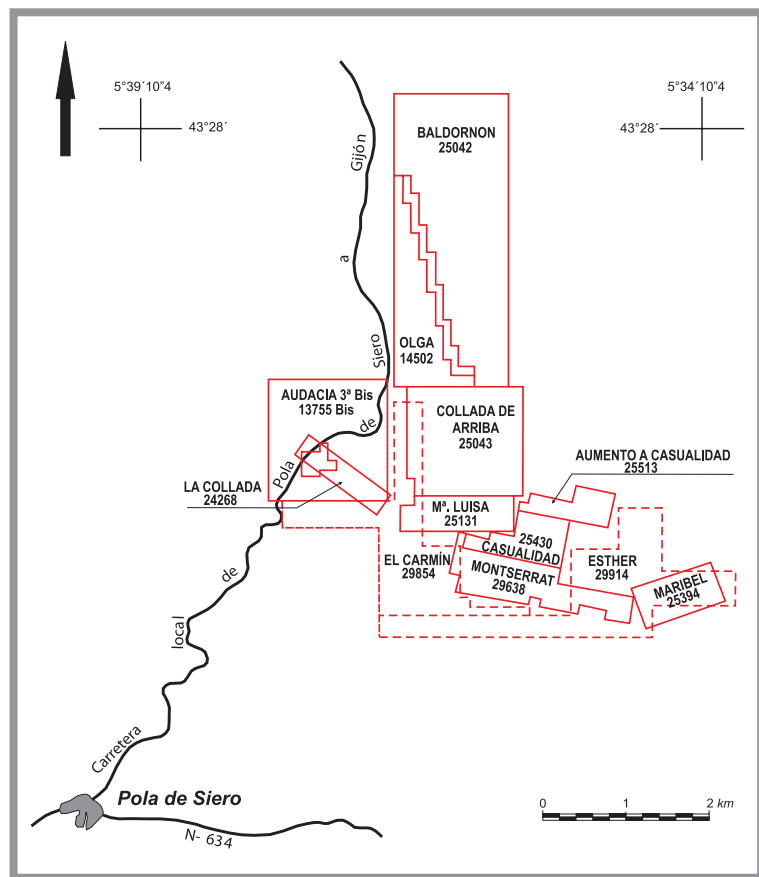 5°39´10”4
43°28´
5°34´10”4
43°28´
BALDORNON
25042
OLGA
14502
AUDACIA 3ª Bis
13755 Bis
COLLADA DE
ARRIBA
25043
AUMENTO A CASUALIDAD
25513
LA COLLADA
24268
Mª. LUISA
25131
25430
CASUALIDAD
EL CARMÍN
29854
MONTSERRAT
29638
ESTHER
29914
MARIBEL
25394
Carretera local de Pola de Siero a Gijón
Pola de Siero
N- 634
0 1 2 km